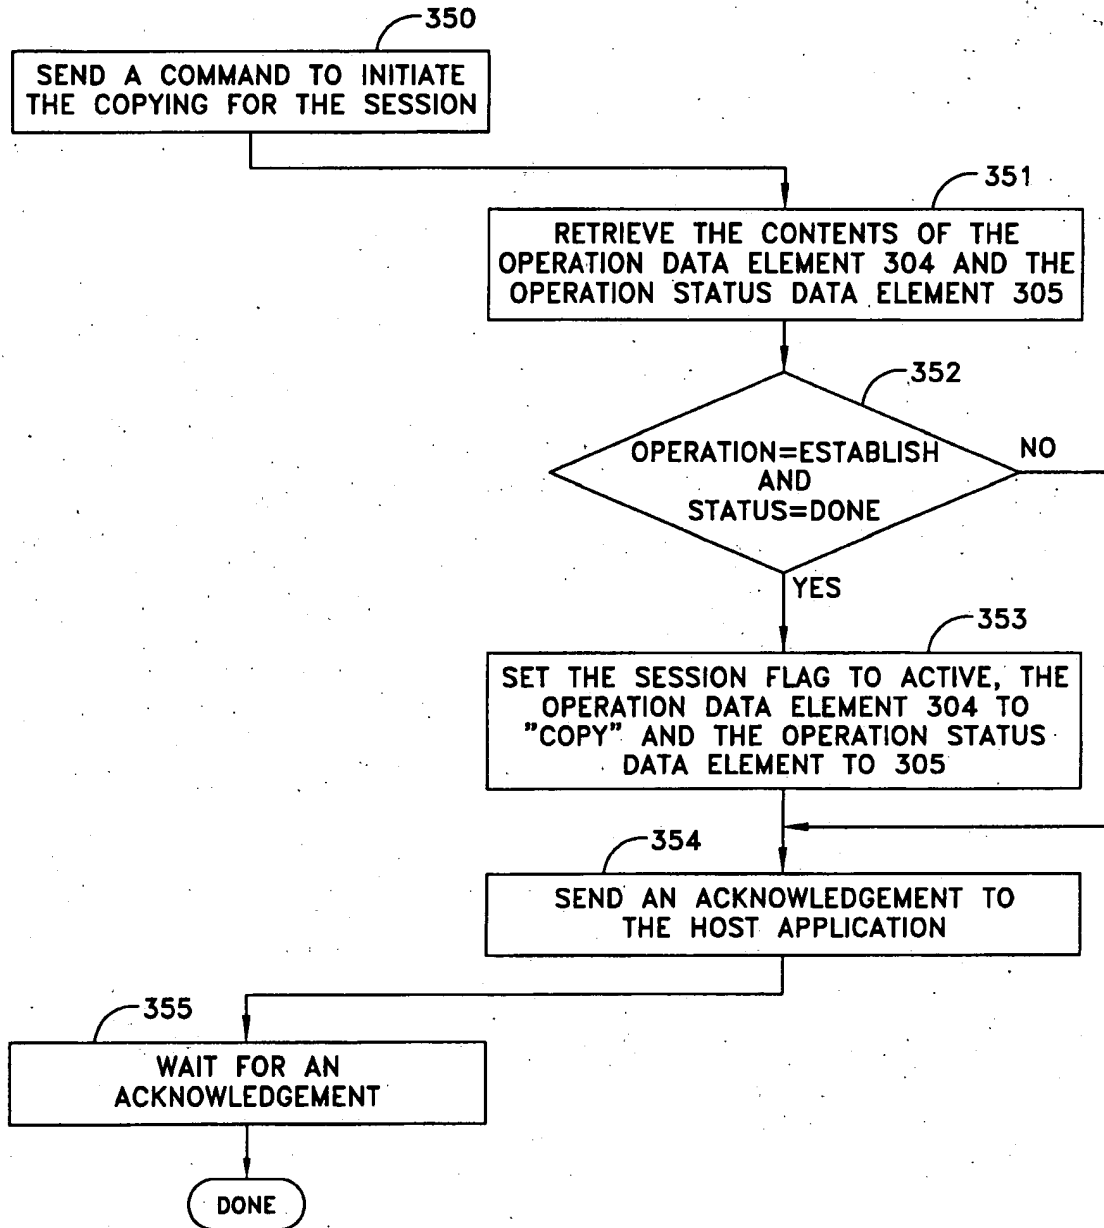 350
SEND A COMMAND TO INITIATE
THE COPYING FOR THE SESSION
351
RETRIEVE THE CONTENTS OF THE
OPERATION DATA ELEMENT 304 AND THE
OPERATION STATUS DATA ELEMENT 305
352
OPERATION=ESTABLISH
AND
STATUS=DONE
NO
YES
353
SET THE SESSION FLAG TO ACTIVE, THE
OPERATION DATA ELEMENT 304 TO
"COPY" AND THE OPERATION STATUS
DATA ELEMENT TO 305
354
SEND AN ACKNOWLEDGEMENT TO
THE HOST APPLICATION
355
WAIT FOR AN
ACKNOWLEDGEMENT
DONE